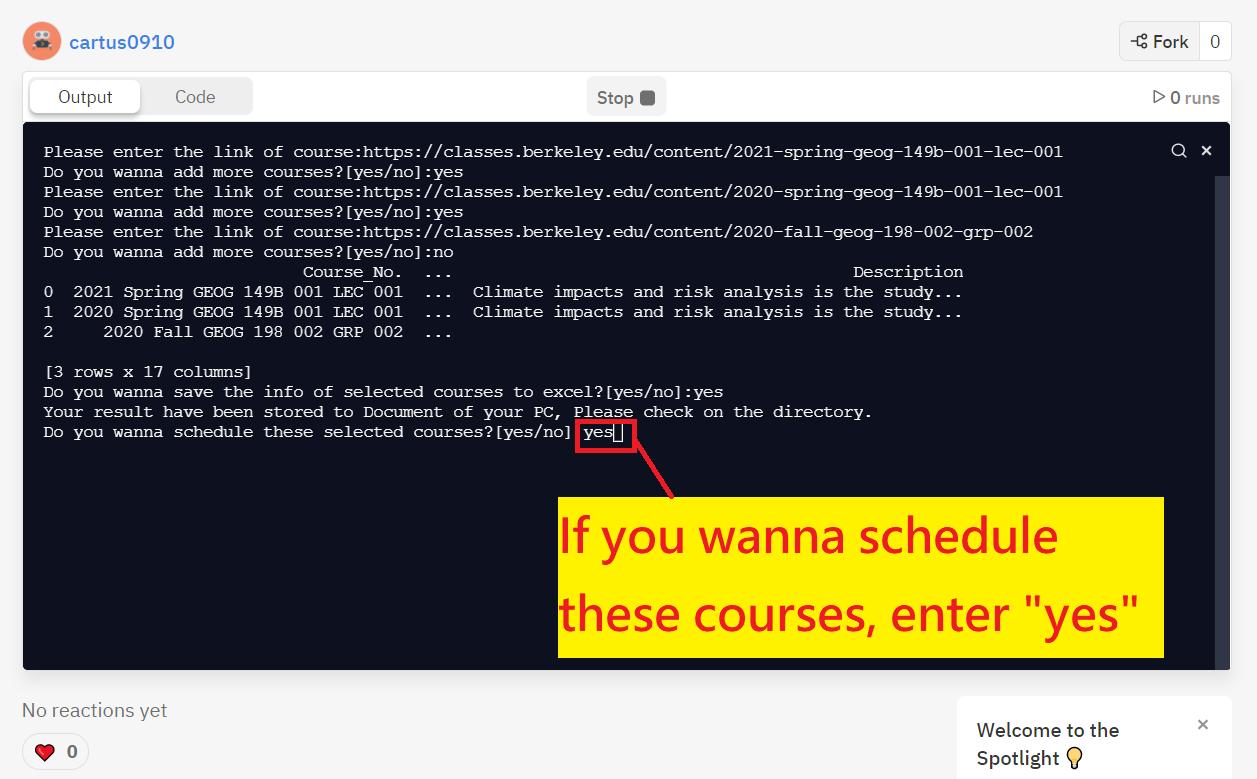 cartus0910
Fork 0
Output Code Stop 0 runs
Please enter the link of course:https://classes.berkeley.edu/content/2021-spring-geog-149b-001-lec-001
Do you wanna add more courses?[yes/no]:yes
Please enter the link of course:https://classes.berkeley.edu/content/2020-spring-geog-149b-001-lec-001
Do you wanna add more courses?[yes/no]:yes
Please enter the link of course:https://classes.berkeley.edu/content/2020-fall-geog-198-002-grp-002
Do you wanna add more courses?[yes/no]:no
Course_No. ... Description
0 2021 Spring GEOG 149B 001 LEC 001 ... Climate impacts and risk analysis is the study...
1 2020 Spring GEOG 149B 001 LEC 001 ... Climate impacts and risk analysis is the study...
2 2020 Fall GEOG 198 002 GRP 002 ...
[3 rows x 17 columns]
Do you wanna save the info of selected courses to excel?[yes/no]:yes
Your result have been stored to Document of your PC, Please check on the directory.
Do you wanna schedule these selected courses?[yes/no] yes
If you wanna schedule
these courses, enter "yes"
No reactions yet
0
Welcome to the
Spotlight